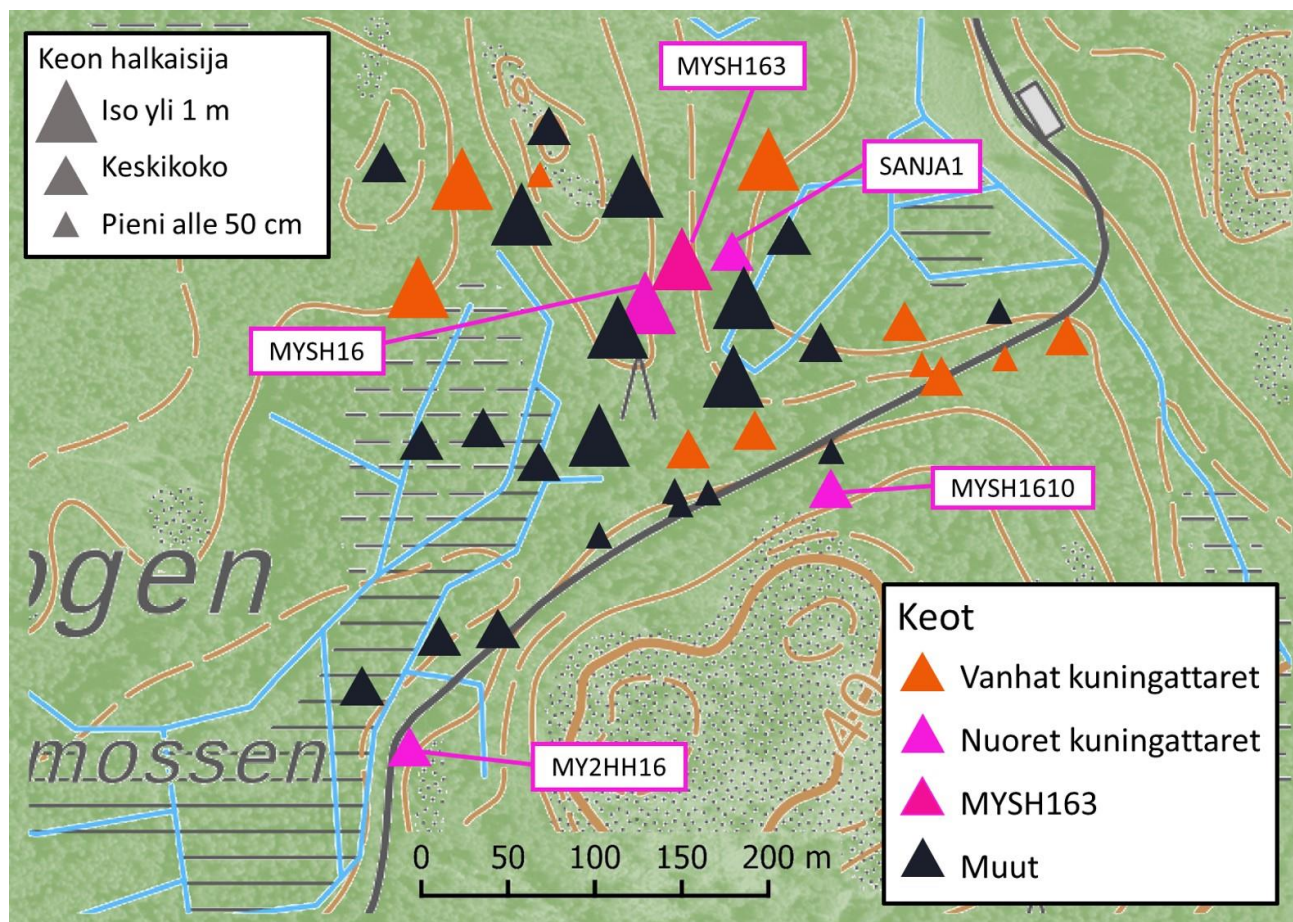 Keon halkaisija
Iso yli 1 m
Keskikoko
Pieni alle 50 cm
MYSH163
SANJA1
MYSH16
MYSH1610
ogen
mossen
40
MY2HH16
Keot
Vanhat kuningattaret
Nuoret kuningattaret
MYSH163
Muut
0 50 100 150 200 m